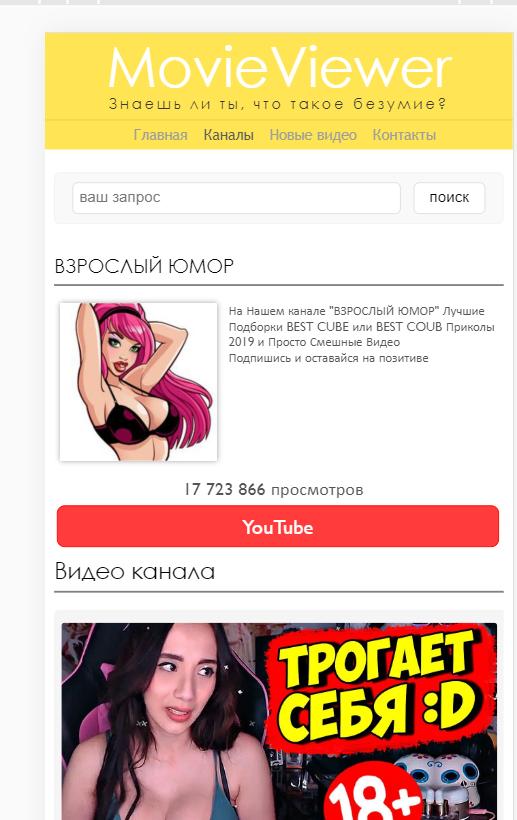 MovieViewer
Знаешь ли ты, что такое безумие?
Главная Каналы Новые видео Контакты
ваш запрос поиск
ВЗРОСЛЫЙ ЮМОР
На Нашем канале "ВЗРОСЛЫЙ ЮМОР" Лучшие
Подборки BEST CUBE или BEST COUB Приколы
2019 и Просто Смешные Видео
Подпишись и оставайся на позитиве
17 723 866 просмотров
YouTube
Видео канала
ТРОГАЕТ
СЕБЯ :D
18+